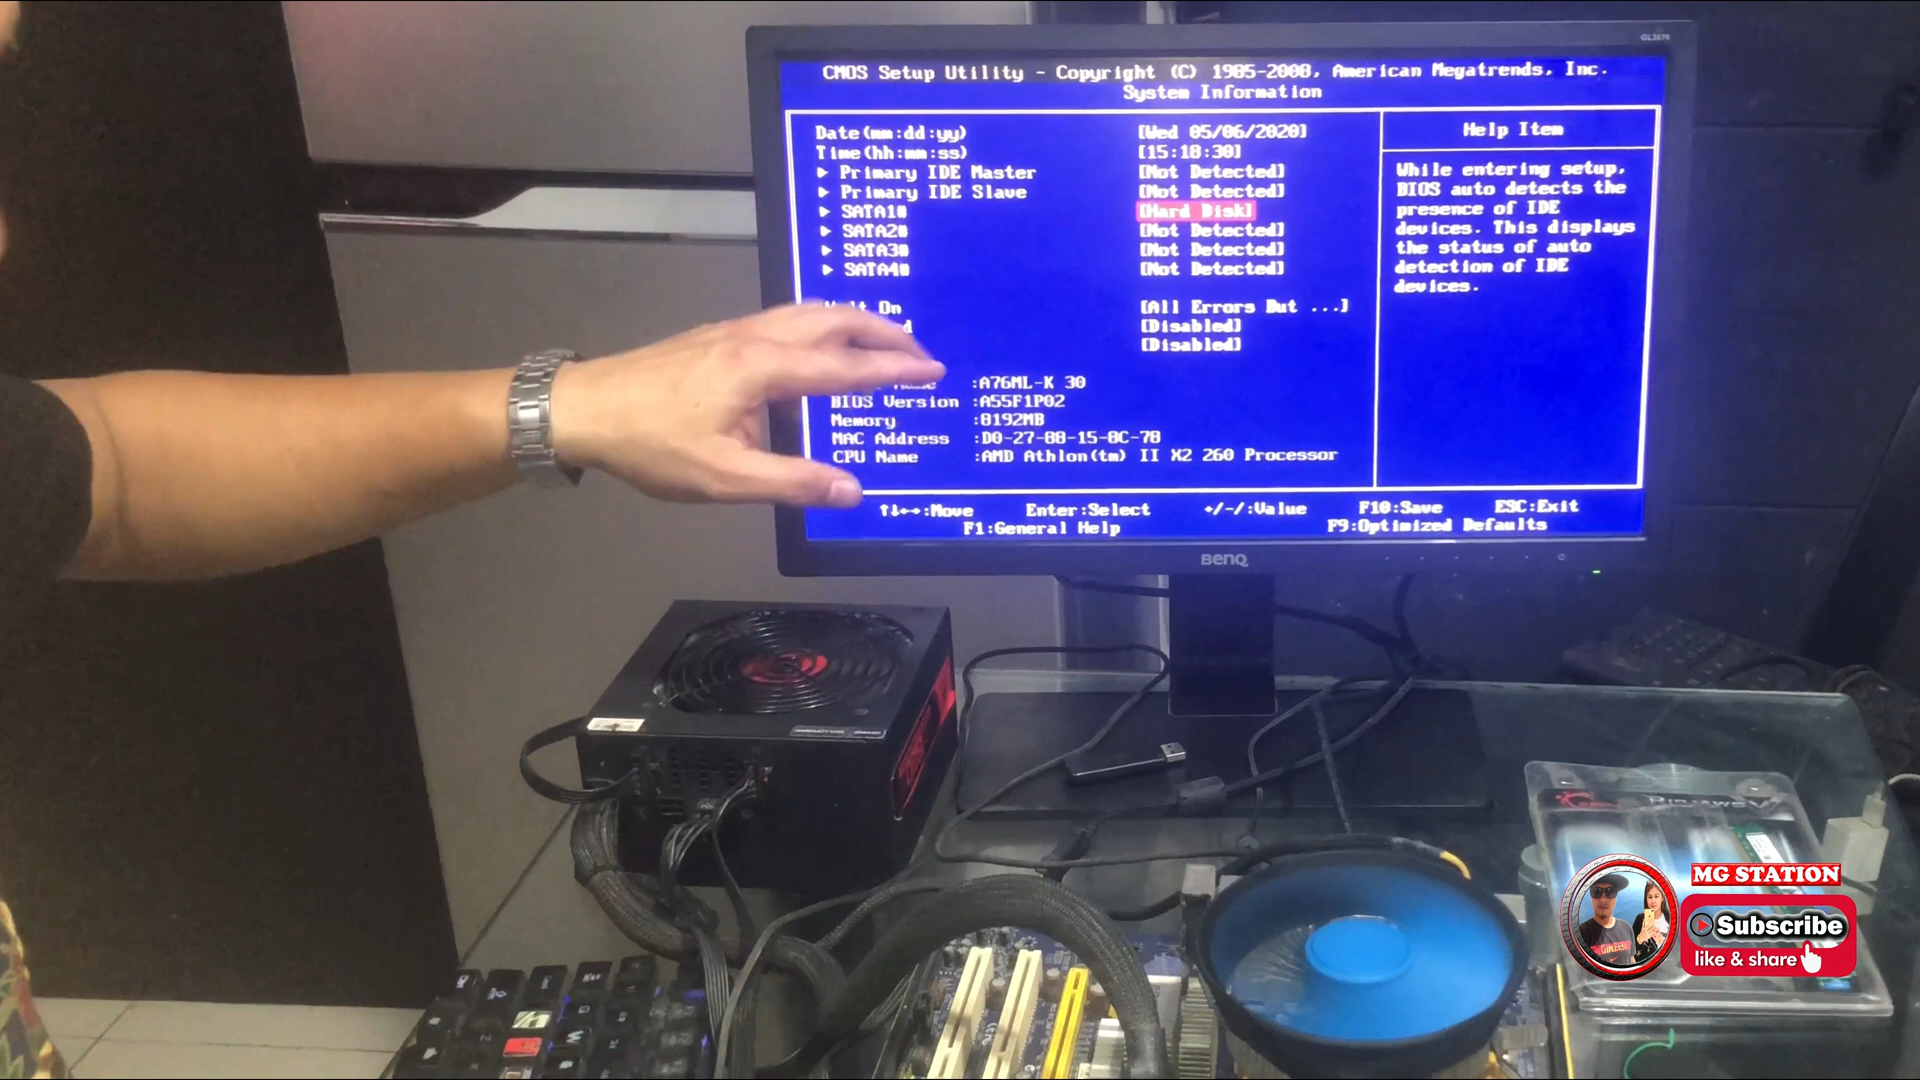 GL2070
CMOS Setup Utility - Copyright (C) 1985-2008, American Megatrends, Inc.
System Information
Date(mm:dd:yy) [Wed 05/06/2020]
Time(hh:mm:ss) [15:18:30]
Primary IDE Master [Not Detected]
Primary IDE Slave [Not Detected]
SATA1# [Hard Disk]
SATA2# [Not Detected]
SATA3# [Not Detected]
SATA4# [Not Detected]
On [All Errors But ...]
[Disabled]
[Disabled]
:A76ML-K 30
BIOS Version :A55F1P02
Memory :8192MB
MAC Address :D0-27-88-15-8C-78
CPU Name :AMD Athlon(tm) II X2 260 Processor
Help Item
While entering setup,
BIOS auto detects the
presence of IDE
devices. This displays
the status of auto
detection of IDE
devices.
↑↓←→:Move Enter:Select +/-/:Value F10:Save ESC:Exit
F1:General Help F9:Optimized Defaults
BenQ
RIPJAWS V
MG STATION
Subscribe
like & share